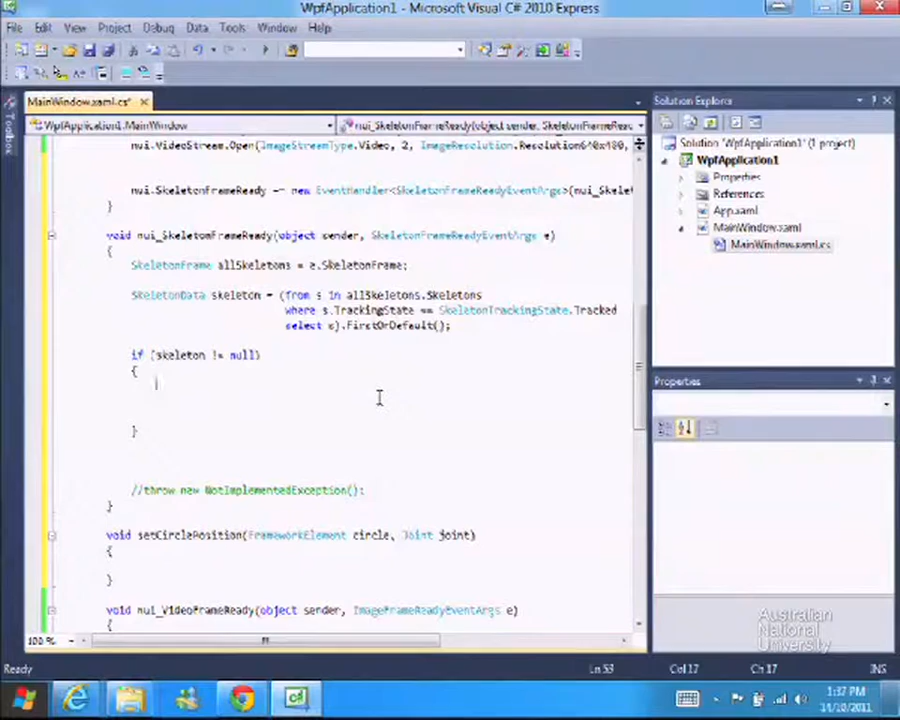 WpfApplication1 - Microsoft Visual C# 2010 Express
File Edit View Project Debug Data Tools Window Help
MainWindow.xaml.cs*
Solution Explorer
WpfApplication1.MainWindow
nui_SkeletonFrameReady(object sender, SkeletonFrameReadyEventArgs
nui.VideoStream.Open(ImageStreamType.Video, 2, ImageResolution.Resolution640x480,
nui.SkeletonFrameReady += new EventHandler<SkeletonFrameReadyEventArgs>(nui_Skelet
}
void nui_SkeletonFrameReady(object sender, SkeletonFrameReadyEventArgs e)
{
SkeletonFrame allSkeletons = e.SkeletonFrame;
SkeletonData skeleton = (from s in allSkeletons.Skeletons
where s.TrackingState == SkeletonTrackingState.Tracked
select s).FirstOrDefault();
if (skeleton != null)
{
}
//throw new NotImplementedException();
}
void setCirclePosition(FrameworkElement circle, Joint joint)
{
}
void nui_VideoFrameReady(object sender, ImageFrameReadyEventArgs e)
{
100 %
Solution 'WpfApplication1' (1 project)
WpfApplication1
Properties
References
App.xaml
MainWindow.xaml
MainWindow.xaml.cs
Properties
Toolbox
Australian
National
University
Ready
Ln 53
Col 17
Ch 17
INS
1:37 PM
14/10/2011